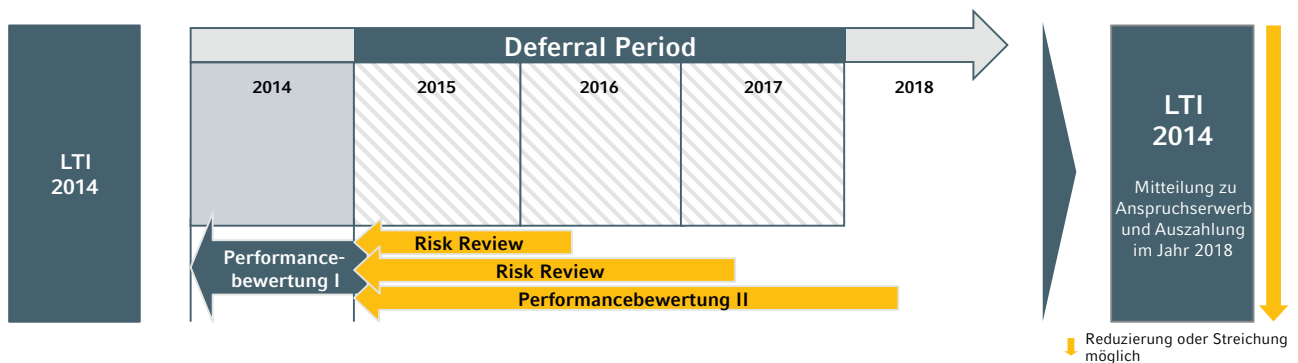 LTI
2014
Deferral Period
2014
2015
2016
2017
2018
Performance-
bewertung I
Risk Review
Risk Review
Performancebewertung II
LTI
2014
Mitteilung zu
Anspruchserwerb
und Auszahlung
im Jahr 2018
Reduzierung oder Streichung
möglich